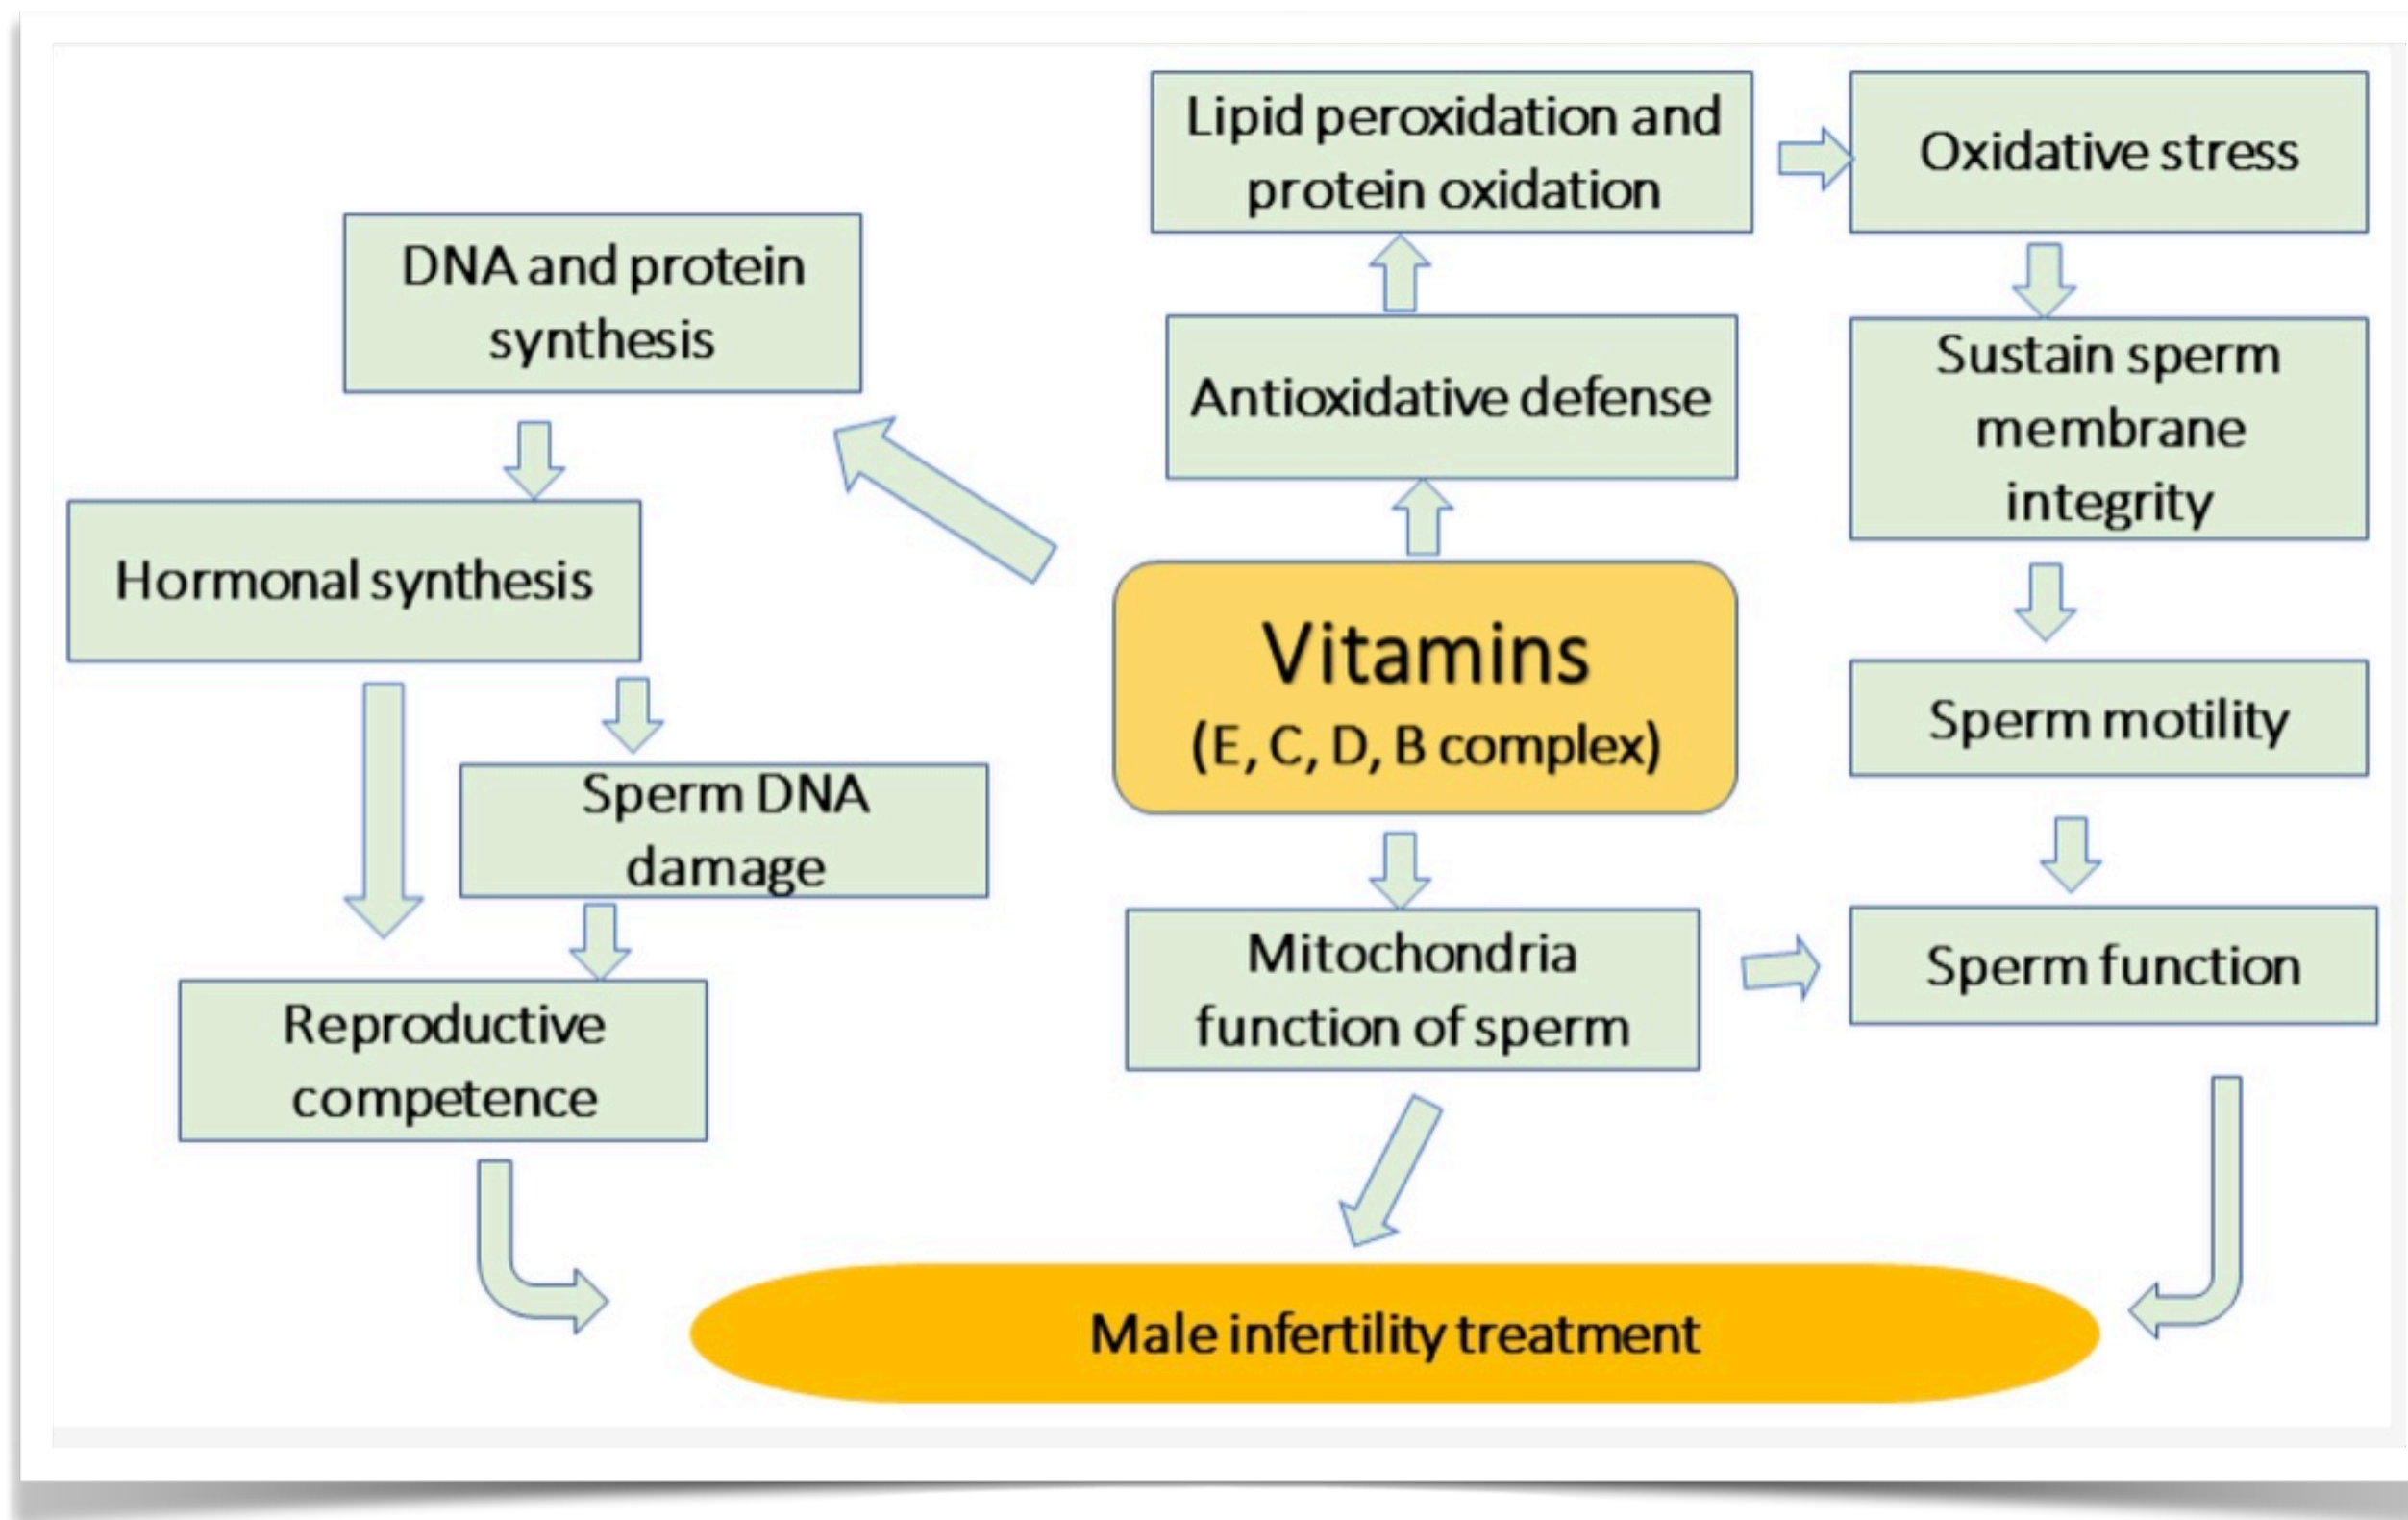 Lipid peroxidation and
protein oxidation
Oxidative stress
DNA and protein
synthesis
Antioxidative defense
Sustain sperm
membrane
integrity
Hormonal synthesis
Vitamins
(E, C, D, B complex)
Sperm motility
Sperm DNA
damage
Mitochondria
function of sperm
Sperm function
Reproductive
competence
Male infertility treatment